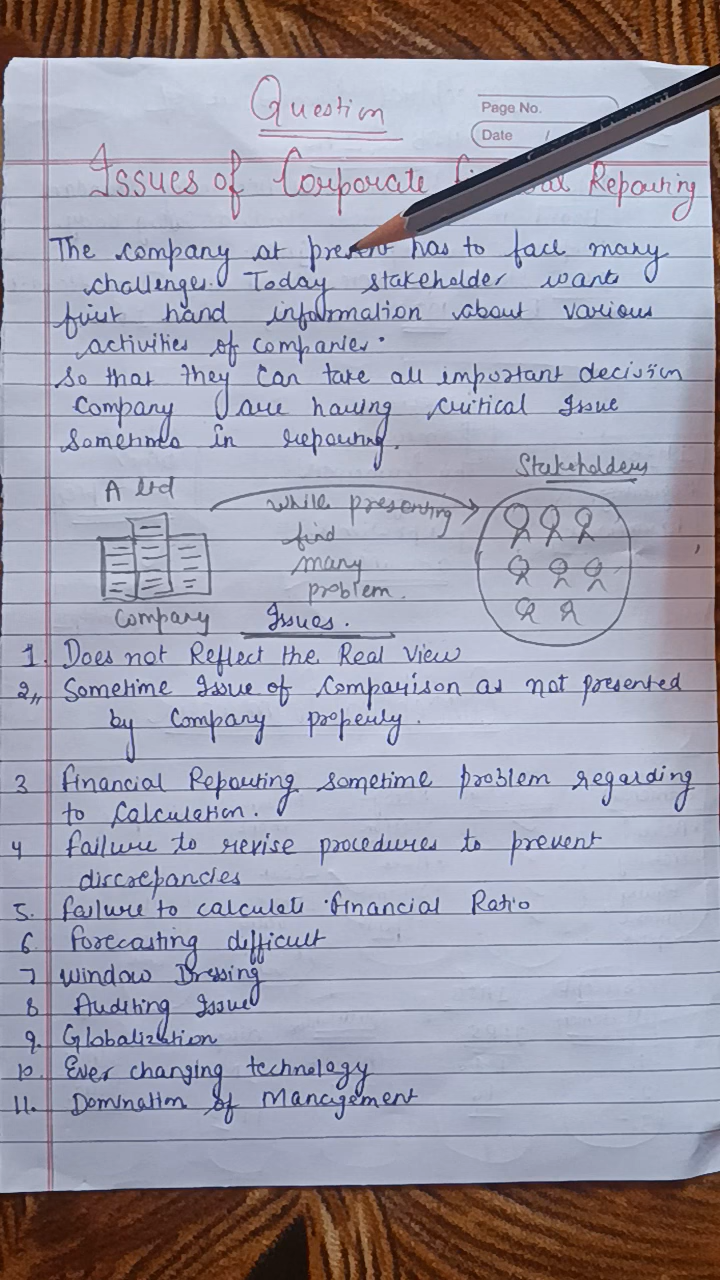 Question
Page No.
Date /
Issues of Corporate Reporting
The company at present has to face many
challenges. Today stakeholder wants
first hand information about various
activities of companies.
So that they can take all important decision
Company are having critical Issue
Sometimes in reporting.
Stakeholders
A ltd
while presenting
find
many
problem.
Company
Issues.
1. Does not Reflect the Real View
2,, Sometime Issue of Comparison as not presented
by Company properly.
3 financial Reporting sometime problem regarding
to Calculation.
4 failure to revise procedures to prevent
discrepancies
5. failure to calculate financial Ratio
6. forecasting difficult
7 Window Dressing
8 Auditing Issue
9. Globalization
10. Ever changing technology
11. Domination of Management